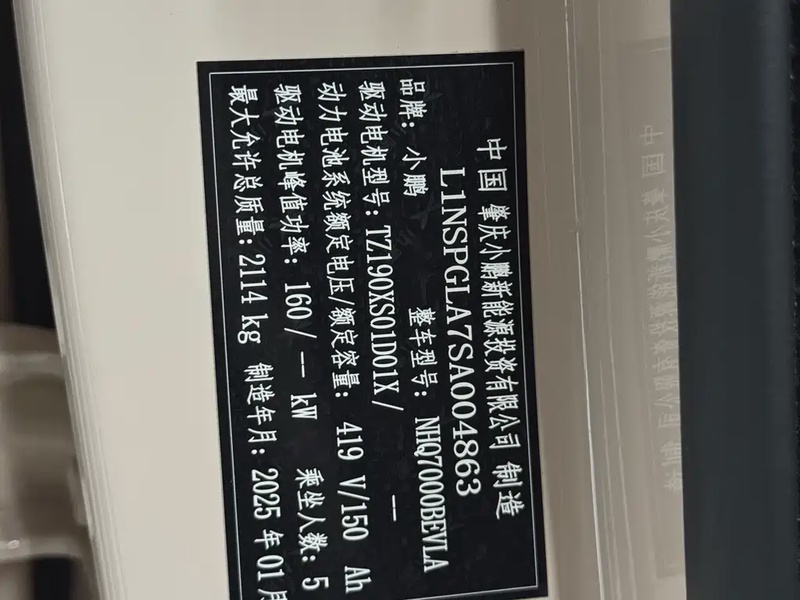 中国 肇庆小鹏新能源投资有限公司 制造
L1NSPGLA7SA004863
品牌: 小鹏 整车型号: NHQ7000BEVLA
驱动电机型号: TZ190XS01D01X/ --
动力电池系统额定电压/额定容量: 419 V/150 Ah
驱动电机峰值功率: 160/-- kW 乘坐人数: 5
最大允许总质量: 2114 kg 制造年月: 2025 年 01 月